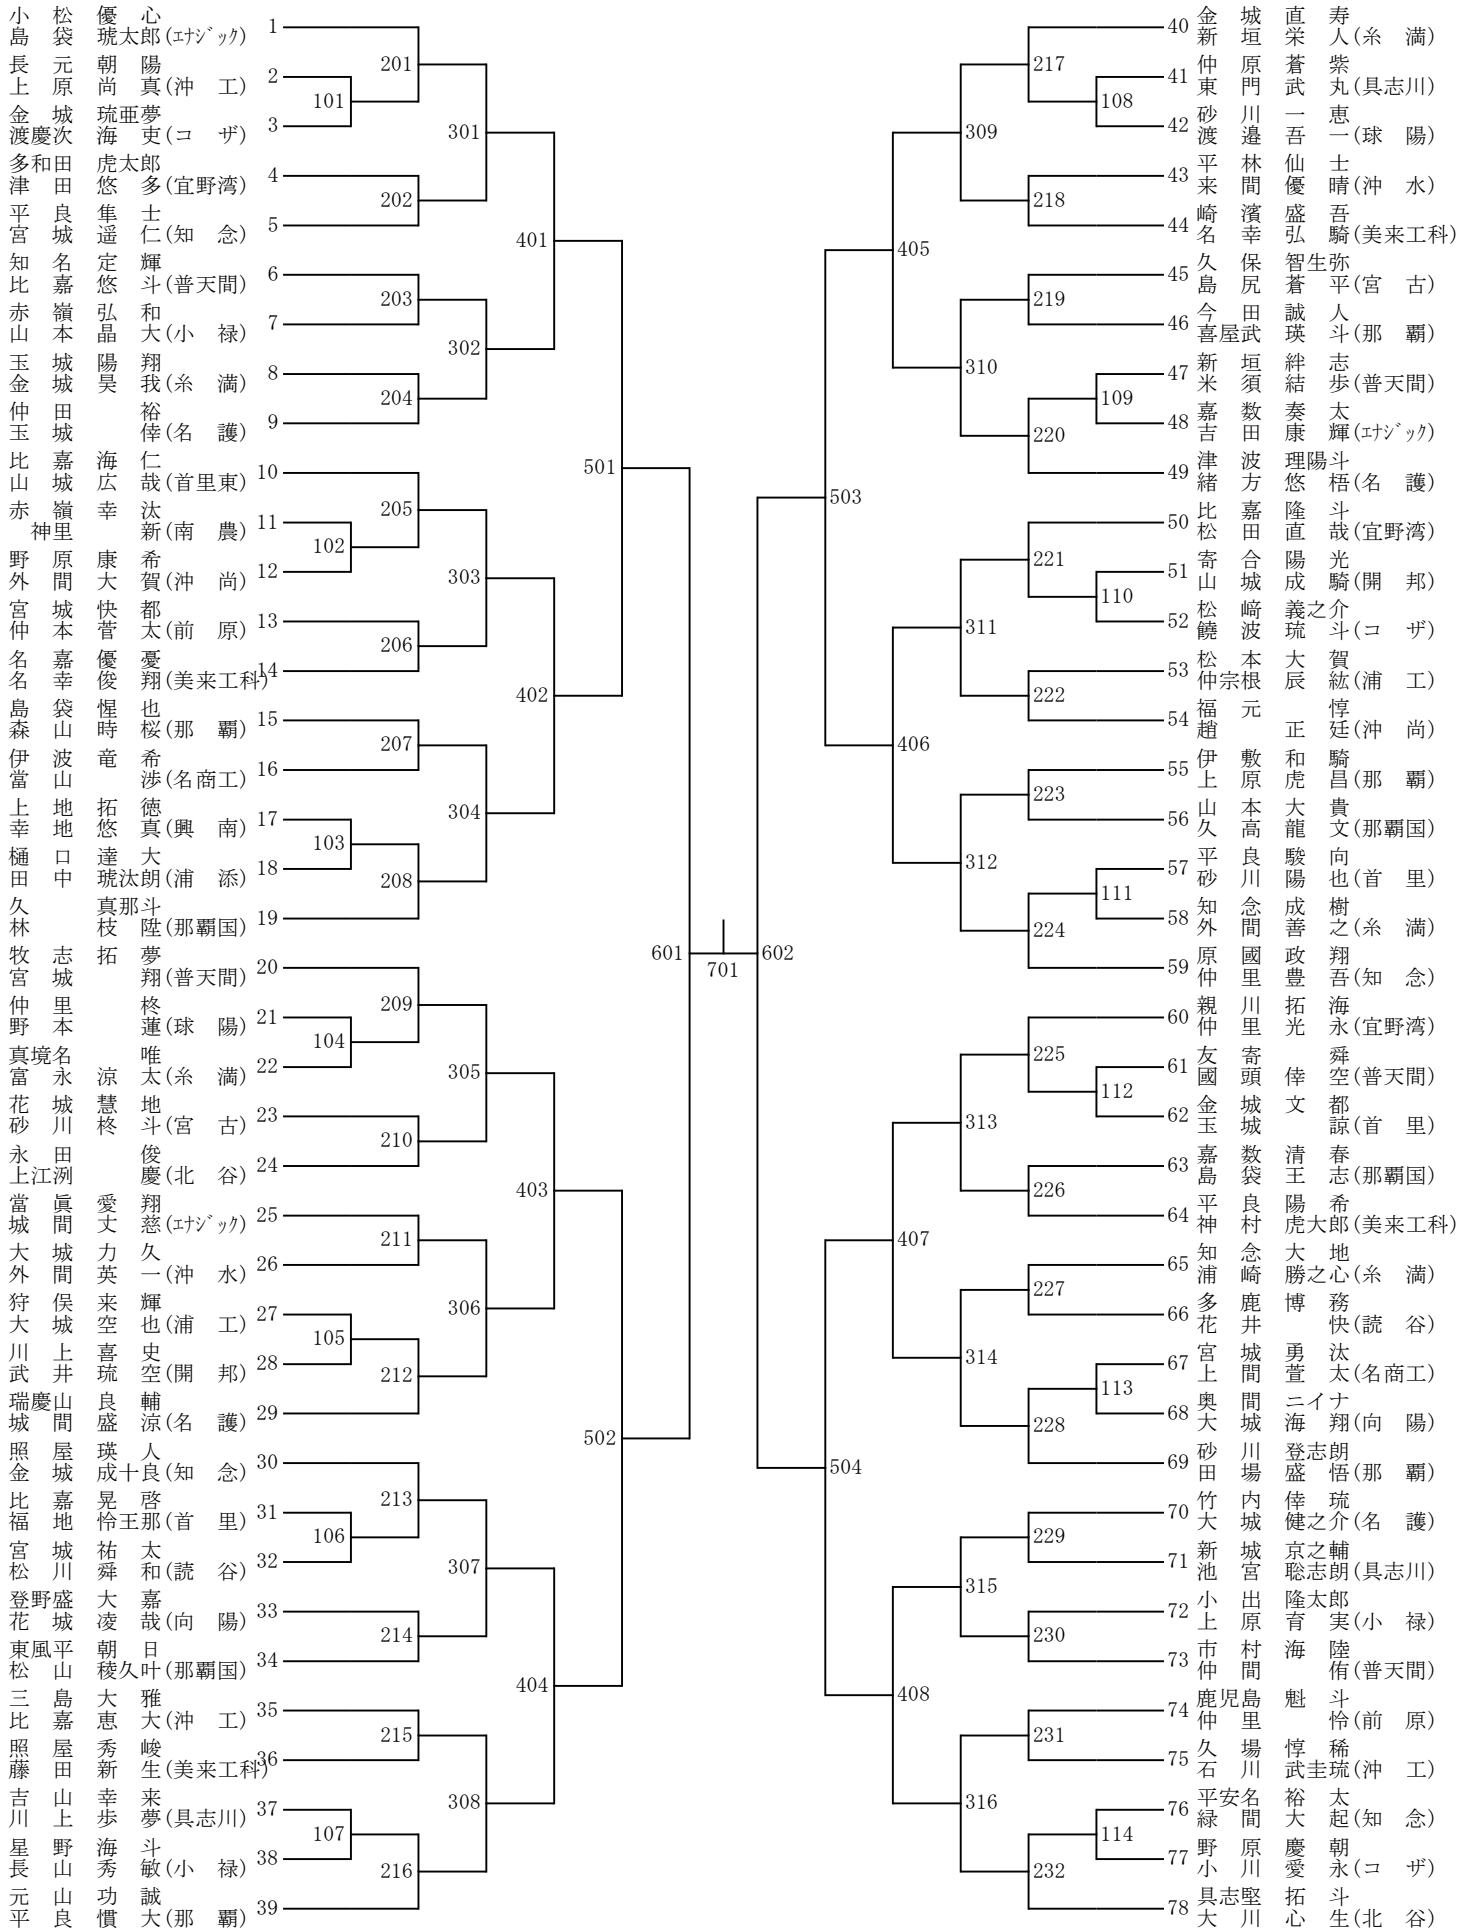 小松優心
島袋琥太郎(エナジック) 1
長元朝陽
上原尚真(沖工) 2
金城琉亜夢
渡慶次海吏(コザ) 3
多和田虎太郎
津田悠多(宜野湾) 4
平良隼士
宮城遥仁(知念) 5
知名定輝
比嘉悠斗(普天間) 6
赤嶺弘和
山本晶大(小禄) 7
玉城陽翔
金城昊我(糸満) 8
仲田裕
玉城倖(名護) 9
比嘉海仁
山城広哉(首里東) 10
赤嶺幸汰
神里新(南農) 11
野原康希
外間大賀(沖尚) 12
宮城快都
仲本菅太(前原) 13
名嘉優憂
名幸俊翔(美来工科) 14
島袋惺也
森山時桜(那覇) 15
伊波竜希
當山渉(名商工) 16
上地拓徳
幸地悠真(興南) 17
樋口達大
田中琥汰朗(浦添) 18
久真那斗
林枝陞(那覇国) 19
牧志拓夢
宮城翔(普天間) 20
仲里柊
野本蓮(球陽) 21
真境名唯
富永涼太(糸満) 22
花城慧地
砂川柊斗(宮古) 23
永田俊
上江洌慶(北谷) 24
當眞愛翔
城間丈慈(エナジック) 25
大城力久
外間英一(沖水) 26
狩俣来輝
大城空也(浦工) 27
川上喜史
武井琉空(開邦) 28
瑞慶山良輔
城間盛涼(名護) 29
照屋瑛人
金城成十良(知念) 30
比嘉晃啓
福地怜王那(首里) 31
宮城祐太
松川舜和(読谷) 32
登野盛大嘉
花城凌哉(向陽) 33
東風平朝日
松山稜久叶(那覇国) 34
三島大雅
比嘉恵大(沖工) 35
照屋秀峻
藤田新生(美来工科) 36
吉山幸来
川上歩夢(具志川) 37
星野海斗
長山秀敏(小禄) 38
元山功誠
平良慣大(那覇) 39
101
102
103
104
105
106
107
201
202
203
204
205
206
207
208
209
210
211
212
213
214
215
216
301
302
303
304
305
306
307
308
401
402
403
404
501
502
601
701
602
503
504
405
406
407
408
309
310
311
312
313
314
315
316
217
218
219
220
221
222
223
224
225
226
227
228
229
230
231
232
108
109
110
111
112
113
114
40 金城直寿
新垣栄人(糸満)
41 仲原蒼紫
東門武丸(具志川)
42 砂川一恵
渡邉吾一(球陽)
43 平林仙士
来間優晴(沖水)
44 崎濱盛吾
名幸弘騎(美来工科)
45 久保智生弥
島尻蒼平(宮古)
46 今田誠人
喜屋武瑛斗(那覇)
47 新垣絆志
米須結歩(普天間)
48 嘉数奏太
吉田康輝(エナジック)
49 津波理陽斗
緒方悠梧(名護)
50 比嘉隆斗
松田直哉(宜野湾)
51 寄合陽光
山城成騎(開邦)
52 松﨑義之介
饒波琉斗(コザ)
53 松本大賀
仲宗根辰紘(浦工)
54 福元惇
趙正廷(沖尚)
55 伊敷和騎
上原虎昌(那覇)
56 山本大貴
久高龍文(那覇国)
57 平良駿向
砂川陽也(首里)
58 知念成樹
外間善之(糸満)
59 原國政翔
仲里豊吾(知念)
60 親川拓海
仲里光永(宜野湾)
61 友寄舜
國頭倖空(普天間)
62 金城文都
玉城諒(首里)
63 嘉数清春
島袋王志(那覇国)
64 平良陽希
神村虎大郎(美来工科)
65 知念大地
浦崎勝之心(糸満)
66 多鹿博務
花井快(読谷)
67 宮城勇汰
上間萱太(名商工)
68 奥間ニイナ
大城海翔(向陽)
69 砂川登志朗
田場盛悟(那覇)
70 竹内倖琉
大城健之介(名護)
71 新城京之輔
池宮聡志朗(具志川)
72 小出隆太郎
上原育実(小禄)
73 市村海陸
仲間侑(普天間)
74 鹿児島魁斗
仲里怜(前原)
75 久場惇稀
石川武圭琉(沖工)
76 平安名裕太
緑間大起(知念)
77 野原慶朝
小川愛永(コザ)
78 具志堅拓斗
大川心生(北谷)